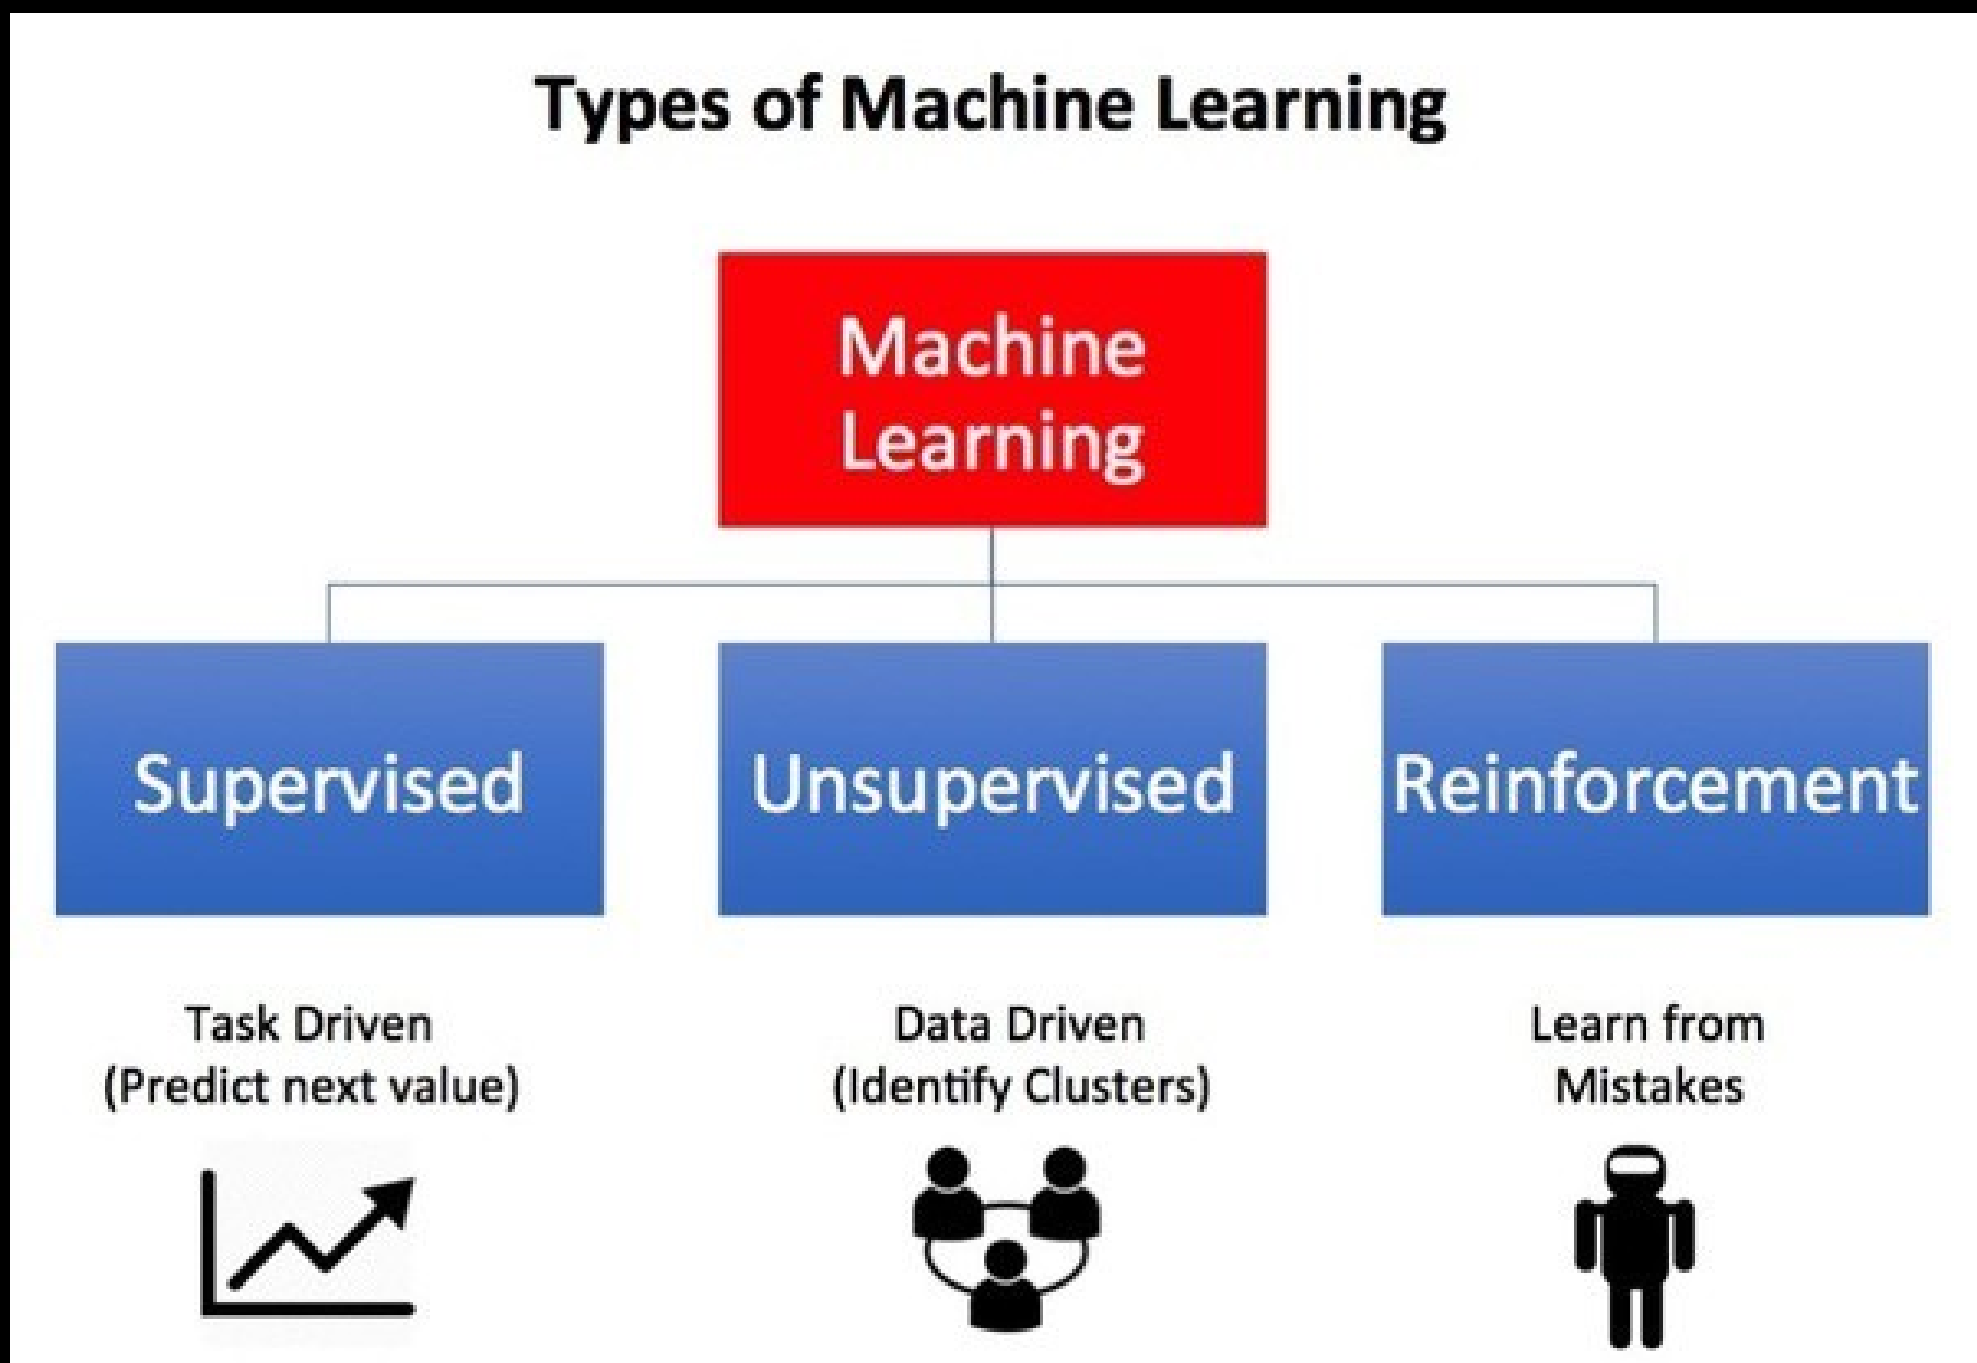 Types of Machine Learning
Machine
Learning
Supervised
Unsupervised
Reinforcement
Task Driven
(Predict next value)
Data Driven
(Identify Clusters)
Learn from
Mistakes